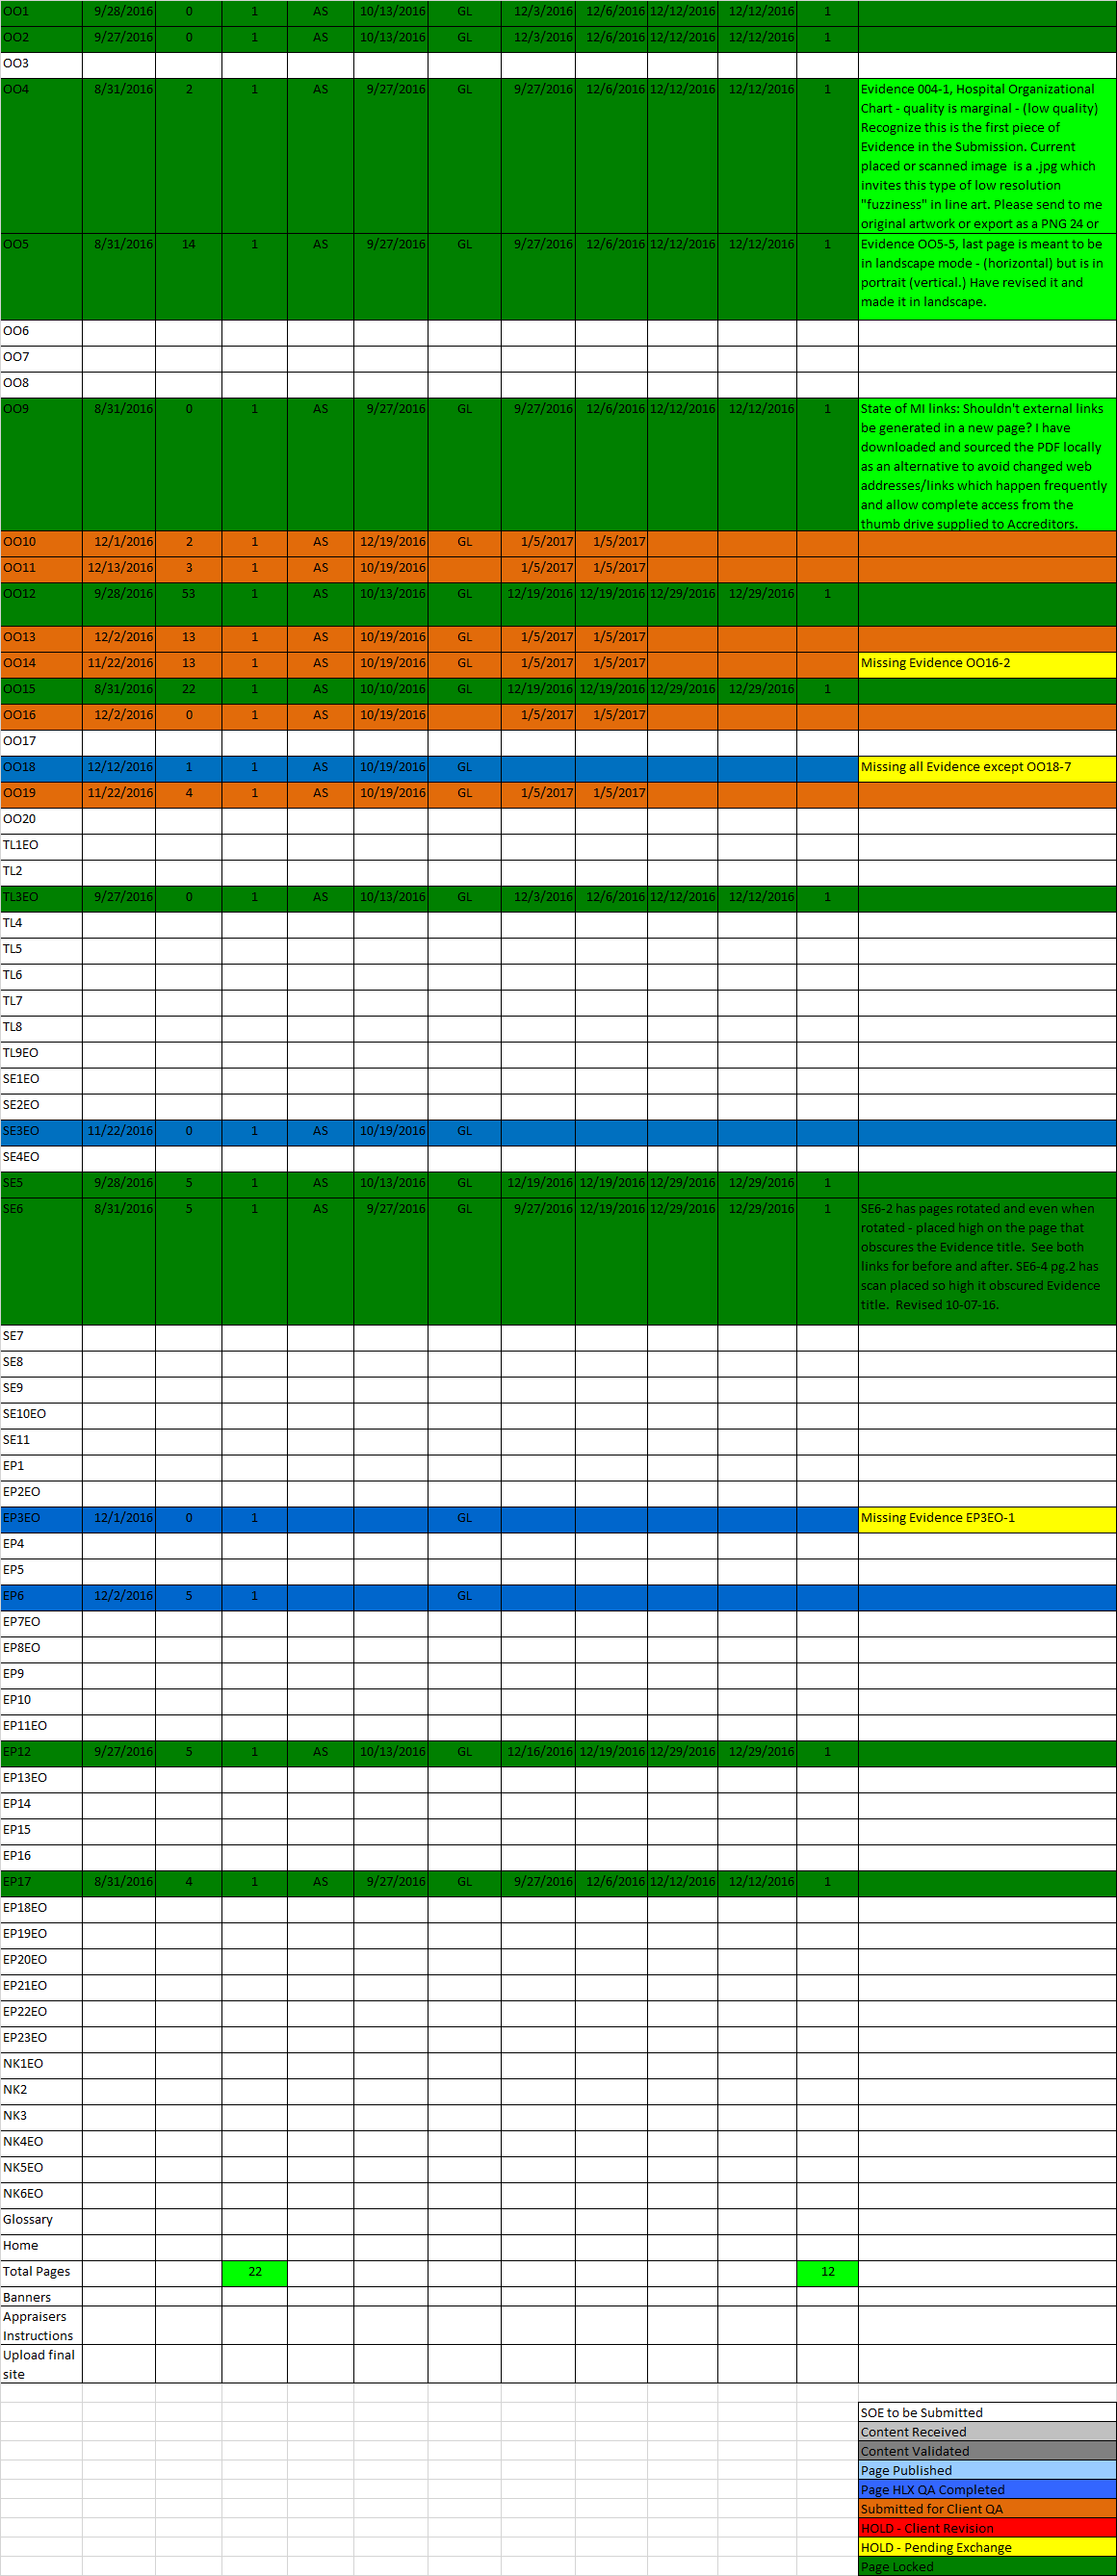 OO1 9/28/2016 0 1 AS 10/13/2016 GL 12/3/2016 12/6/2016 12/12/2016 12/12/2016 1
OO2 9/27/2016 0 1 AS 10/13/2016 GL 12/3/2016 12/6/2016 12/12/2016 12/12/2016 1
OO3
OO4 8/31/2016 2 1 AS 9/27/2016 GL 9/27/2016 12/6/2016 12/12/2016 12/12/2016 1 Evidence 004-1, Hospital Organizational
Chart - quality is marginal - (low quality)
Recognize this is the first piece of
Evidence in the Submission. Current
placed or scanned image is a .jpg which
invites this type of low resolution
"fuzziness" in line art. Please send to me
original artwork or export as a PNG 24 or
OO5 8/31/2016 14 1 AS 9/27/2016 GL 9/27/2016 12/6/2016 12/12/2016 12/12/2016 1 Evidence OO5-5, last page is meant to be
in landscape mode - (horizontal) but is in
portrait (vertical.) Have revised it and
made it in landscape.
OO6
OO7
OO8
OO9 8/31/2016 0 1 AS 9/27/2016 GL 9/27/2016 12/6/2016 12/12/2016 12/12/2016 1 State of MI links: Shouldn't external links
be generated in a new page? I have
downloaded and sourced the PDF locally
as an alternative to avoid changed web
addresses/links which happen frequently
and allow complete access from the
thumb drive supplied to Accreditors.
OO10 12/1/2016 2 1 AS 12/19/2016 GL 1/5/2017 1/5/2017
OO11 12/13/2016 3 1 AS 10/19/2016 1/5/2017 1/5/2017
OO12 9/28/2016 53 1 AS 10/13/2016 GL 12/19/2016 12/19/2016 12/29/2016 12/29/2016 1
OO13 12/2/2016 13 1 AS 10/19/2016 GL 1/5/2017 1/5/2017
OO14 11/22/2016 13 1 AS 10/19/2016 GL 1/5/2017 1/5/2017 Missing Evidence OO16-2
OO15 8/31/2016 22 1 AS 10/10/2016 GL 12/19/2016 12/19/2016 12/29/2016 12/29/2016 1
OO16 12/2/2016 0 1 AS 10/19/2016 1/5/2017 1/5/2017
OO17
OO18 12/12/2016 1 1 AS 10/19/2016 GL Missing all Evidence except OO18-7
OO19 11/22/2016 4 1 AS 10/19/2016 GL 1/5/2017 1/5/2017
OO20
TL1EO
TL2
TL3EO 9/27/2016 0 1 AS 10/13/2016 GL 12/3/2016 12/6/2016 12/12/2016 12/12/2016 1
TL4
TL5
TL6
TL7
TL8
TL9EO
SE1EO
SE2EO
SE3EO 11/22/2016 0 1 AS 10/19/2016 GL
SE4EO
SE5 9/28/2016 5 1 AS 10/13/2016 GL 12/19/2016 12/19/2016 12/29/2016 12/29/2016 1
SE6 8/31/2016 5 1 AS 9/27/2016 GL 9/27/2016 12/19/2016 12/29/2016 12/29/2016 1 SE6-2 has pages rotated and even when
rotated - placed high on the page that
obscures the Evidence title. See both
links for before and after. SE6-4 pg.2 has
scan placed so high it obscured Evidence
title. Revised 10-07-16.
SE7
SE8
SE9
SE10EO
SE11
EP1
EP2EO
EP3EO 12/1/2016 0 1 GL Missing Evidence EP3EO-1
EP4
EP5
EP6 12/2/2016 5 1 GL
EP7EO
EP8EO
EP9
EP10
EP11EO
EP12 9/27/2016 5 1 AS 10/13/2016 GL 12/16/2016 12/19/2016 12/29/2016 12/29/2016 1
EP13EO
EP14
EP15
EP16
EP17 8/31/2016 4 1 AS 9/27/2016 GL 9/27/2016 12/6/2016 12/12/2016 12/12/2016 1
EP18EO
EP19EO
EP20EO
EP21EO
EP22EO
EP23EO
NK1EO
NK2
NK3
NK4EO
NK5EO
NK6EO
Glossary
Home
Total Pages 22 12
Banners
Appraisers
Instructions
Upload final
site
SOE to be Submitted
Content Received
Content Validated
Page Published
Page HLX QA Completed
Submitted for Client QA
HOLD - Client Revision
HOLD - Pending Exchange
Page Locked